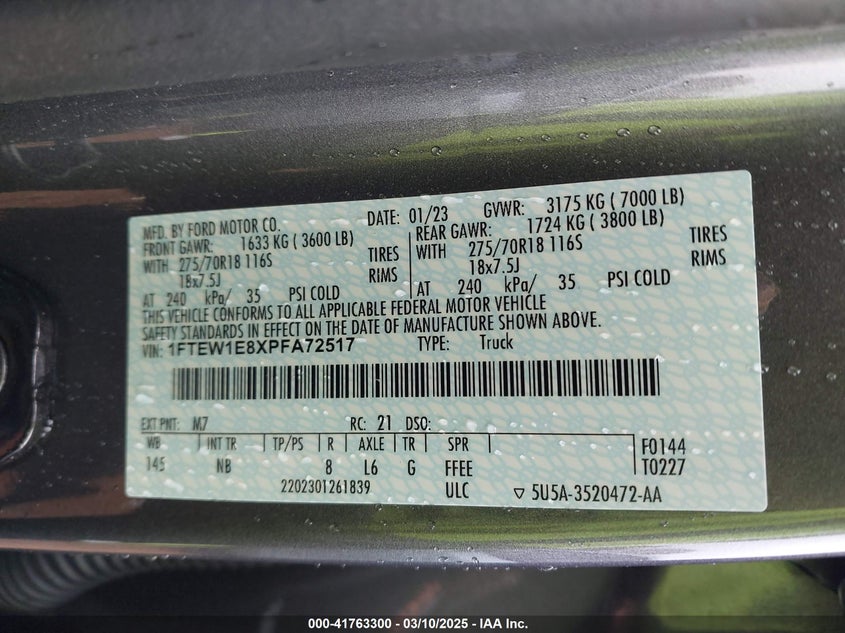 MFD. BY FORD MOTOR CO. DATE: 01/23 GVWR: 3175 KG ( 7000 LB)
FRONT GAWR: 1633 KG ( 3600 LB) REAR GAWR: 1724 KG ( 3800 LB)
WITH 275/70R18 116S TIRES WITH 275/70R18 116S TIRES
18x7.5J RIMS 18x7.5J RIMS
AT 240 kPa/ 35 PSI COLD AT 240 kPa/ 35 PSI COLD
THIS VEHICLE CONFORMS TO ALL APPLICABLE FEDERAL MOTOR VEHICLE
SAFETY STANDARDS IN EFFECT ON THE DATE OF MANUFACTURE SHOWN ABOVE.
VIN: 1FTEW1E8XPFA72517 TYPE: Truck
EXT PNT: M7 RC: 21 DSO:
WB INT TR TP/PS R AXLE TR SPR F0144
145 NB 8 L6 G FFEE T0227
2202301261839 ULC ▽ 5U5A-3520472-AA
000-41763300 — 03/10/2025 — IAA Inc.